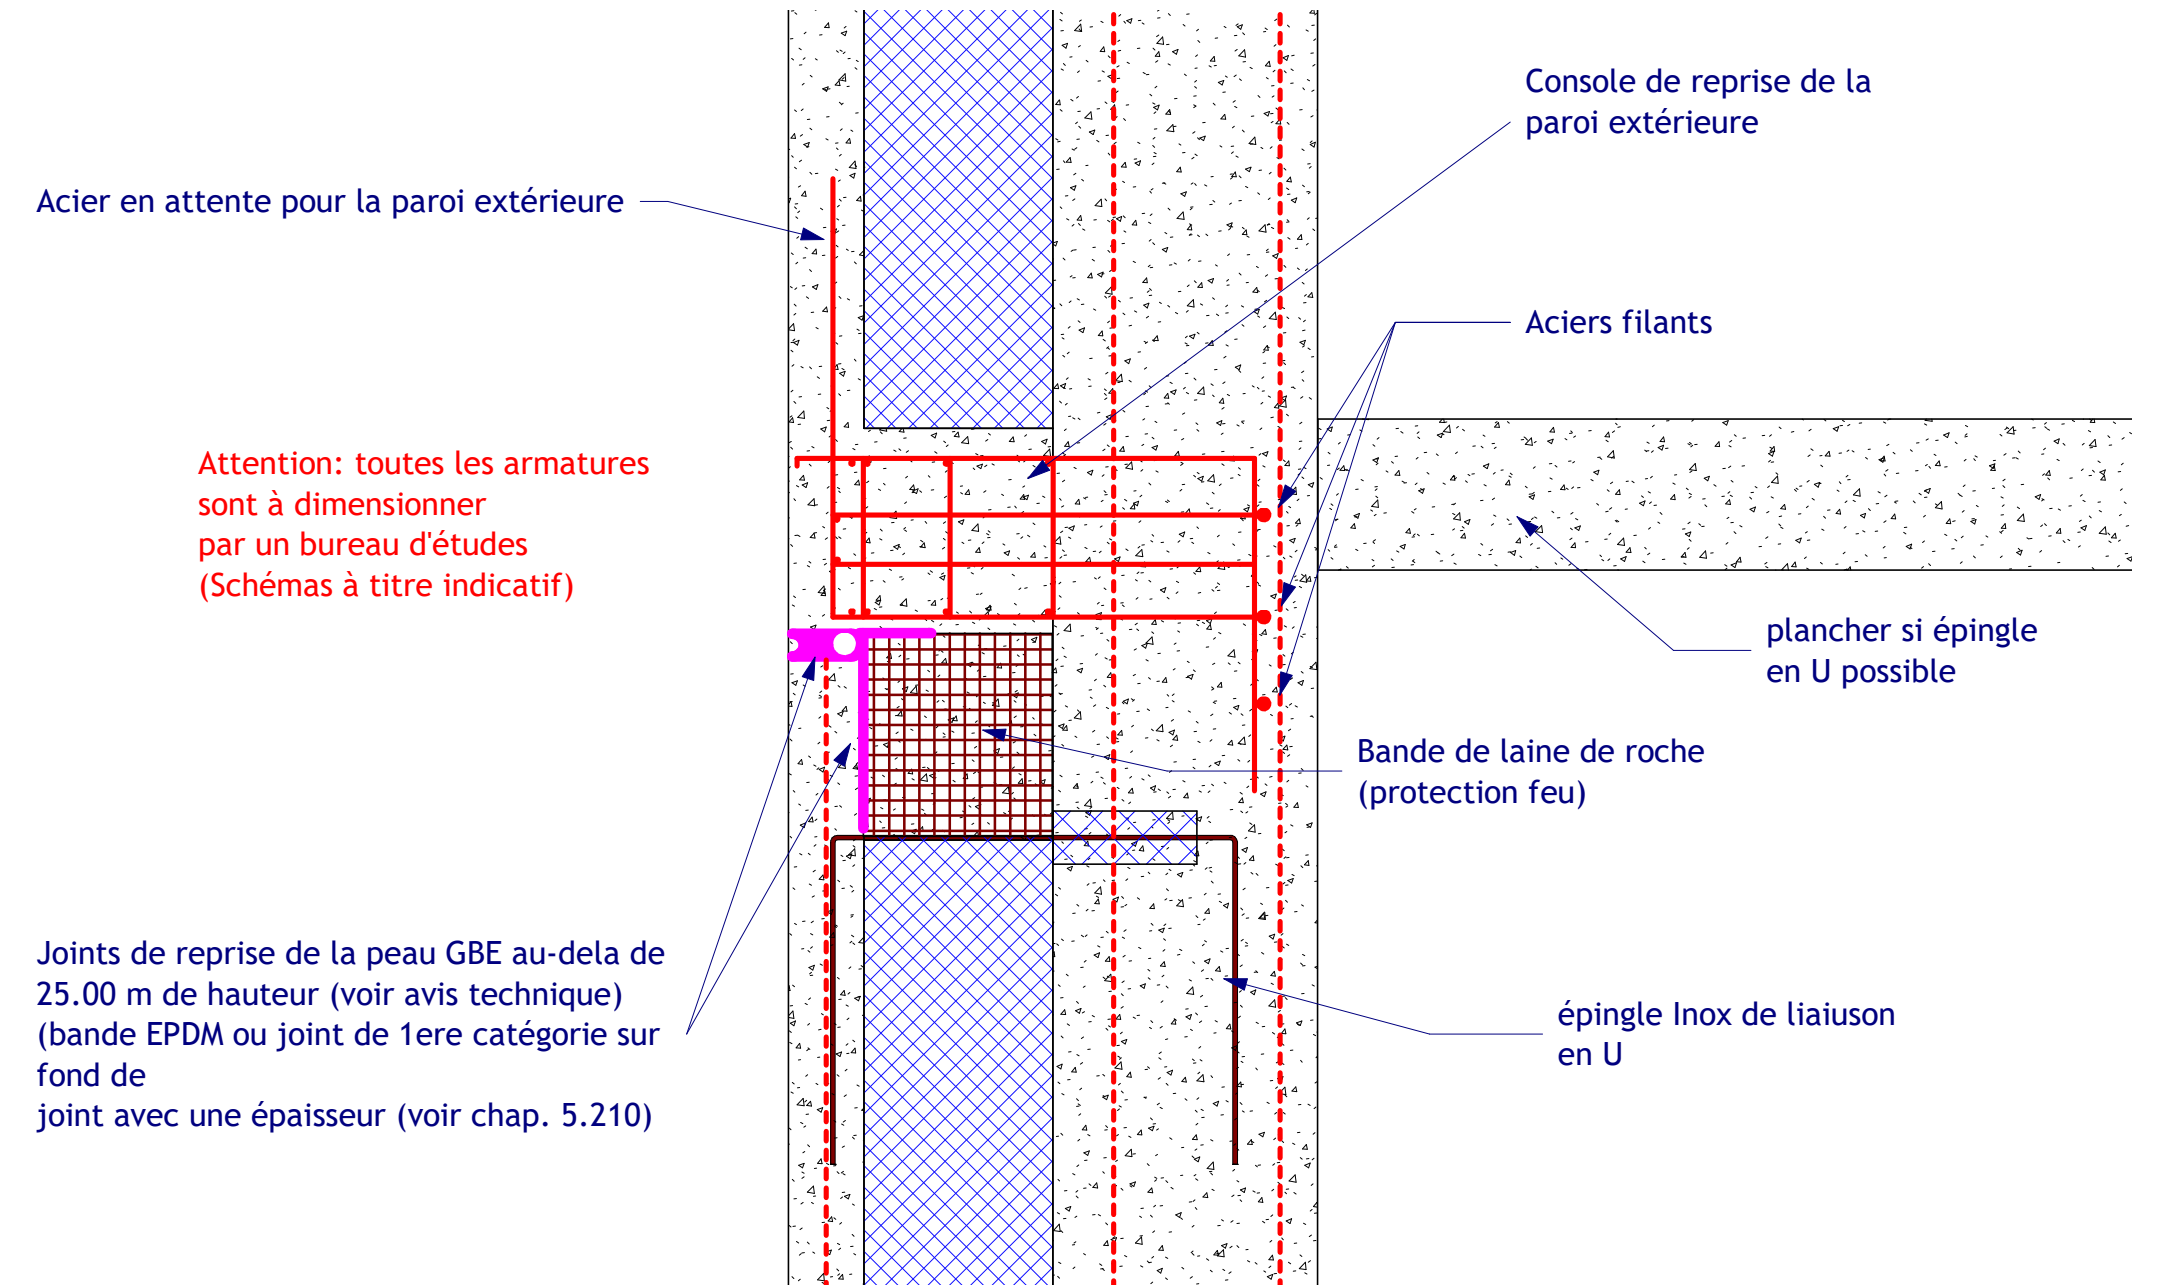 Console de reprise de la
paroi extérieure
Acier en attente pour la paroi extérieure
Aciers filants
Attention: toutes les armatures
sont à dimensionner
par un bureau d'études
(Schémas à titre indicatif)
plancher si épingle
en U possible
Bande de laine de roche
(protection feu)
Joints de reprise de la peau GBE au-dela de
25.00 m de hauteur (voir avis technique)
(bande EPDM ou joint de 1ere catégorie sur
fond de
joint avec une épaisseur (voir chap. 5.210)
épingle Inox de liaiuson
en U